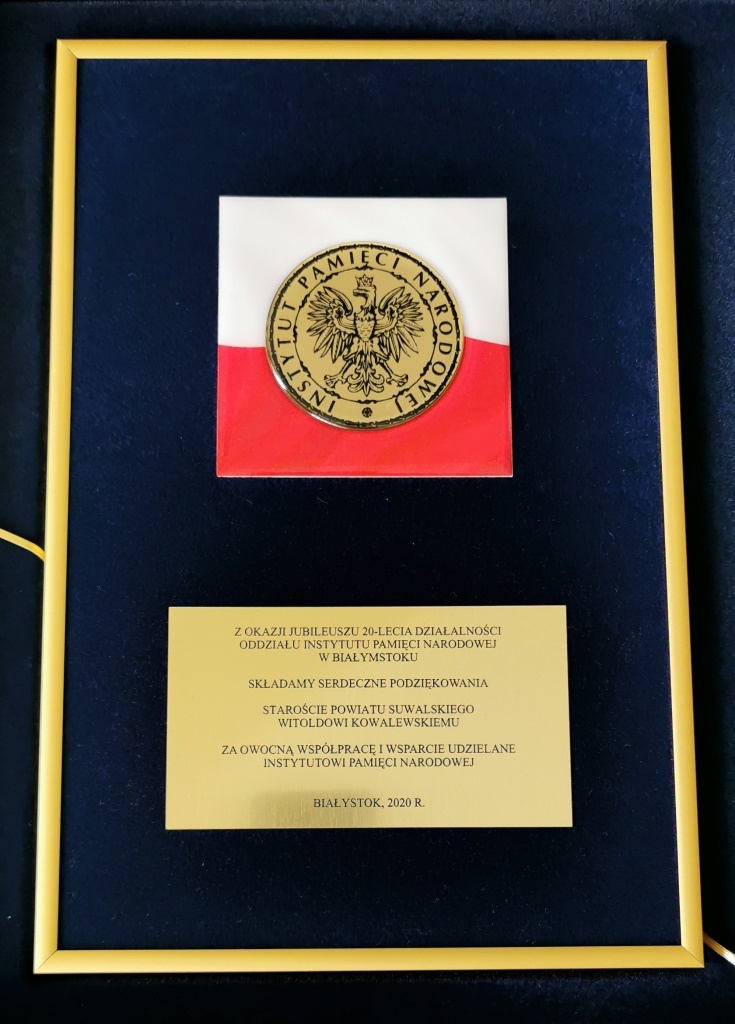 INSTYTUT PAMIĘCI NARODOWEJ
Z OKAZJI JUBILEUSZU 20-LECIA DZIAŁALNOŚCI
ODDZIAŁU INSTYTUTU PAMIĘCI NARODOWEJ
W BIAŁYMSTOKU
SKŁADAMY SERDECZNE PODZIĘKOWANIA
STAROŚCIE POWIATU SUWALSKIEGO
WITOLDOWI KOWALEWSKIEMU
ZA OWOCNĄ WSPÓŁPRACĘ I WSPARCIE UDZIELANE
INSTYTUTOWI PAMIĘCI NARODOWEJ
BIAŁYSTOK, 2020 R.